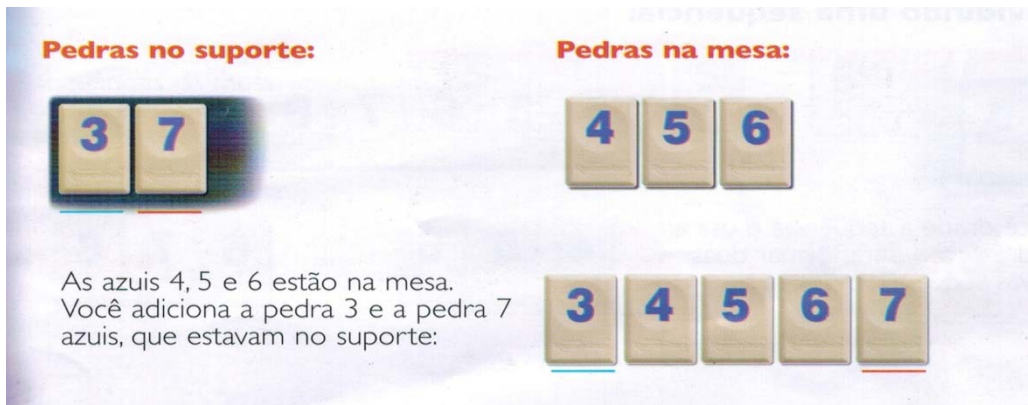 Pedras no suporte:
Pedras na mesa:
3 7
4 5 6
As azuis 4, 5 e 6 estão na mesa.
Você adiciona a pedra 3 e a pedra 7
azuis, que estavam no suporte:
3 4 5 6 7